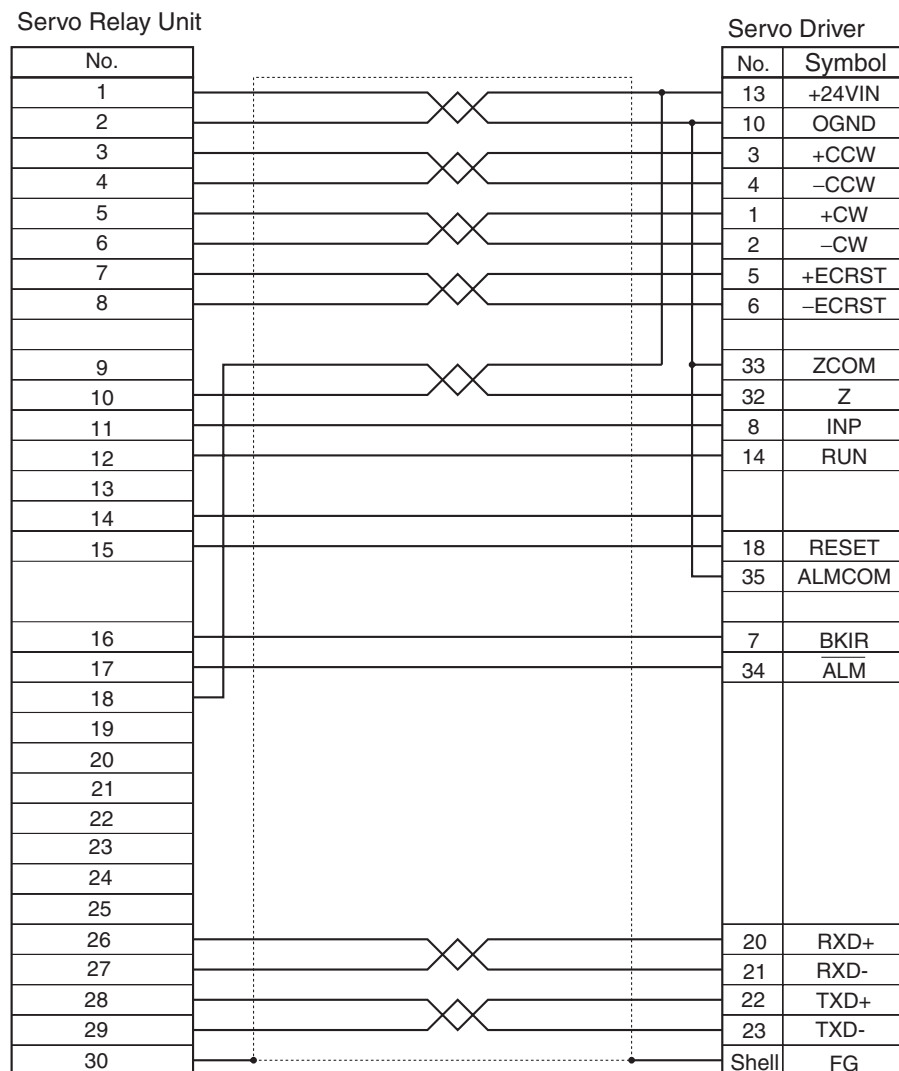 Servo Relay Unit
Servo Driver
No. No. Symbol
1 13 +24VIN
2 10 OGND
3 3 +CCW
4 4 −CCW
5 1 +CW
6 2 −CW
7 5 +ECRST
8 6 −ECRST
9 33 ZCOM
10 32 Z
11 8 INP
12 14 RUN
13
14
15 18 RESET
35 ALMCOM
16 7 BKIR
17 34 ALM
18
19
20
21
22
23
24
25
26 20 RXD+
27 21 RXD-
28 22 TXD+
29 23 TXD-
30 Shell FG